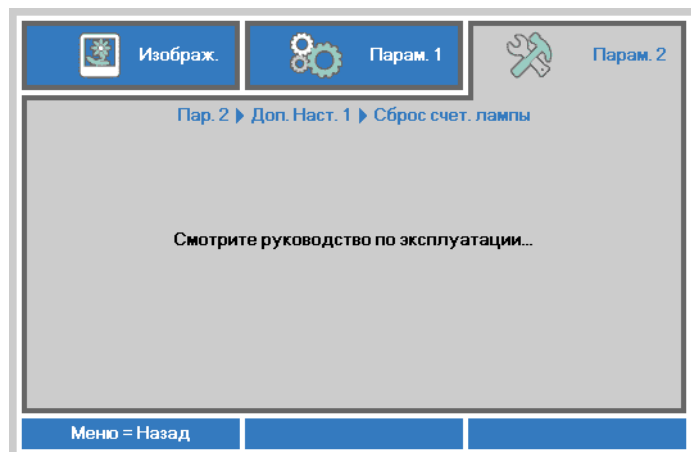 Изображ.
Парам. 1
Парам. 2
Пар. 2 Доп. Наст. 1 Сброс счет. лампы
Смотрите руководство по эксплуатации...
Меню = Назад